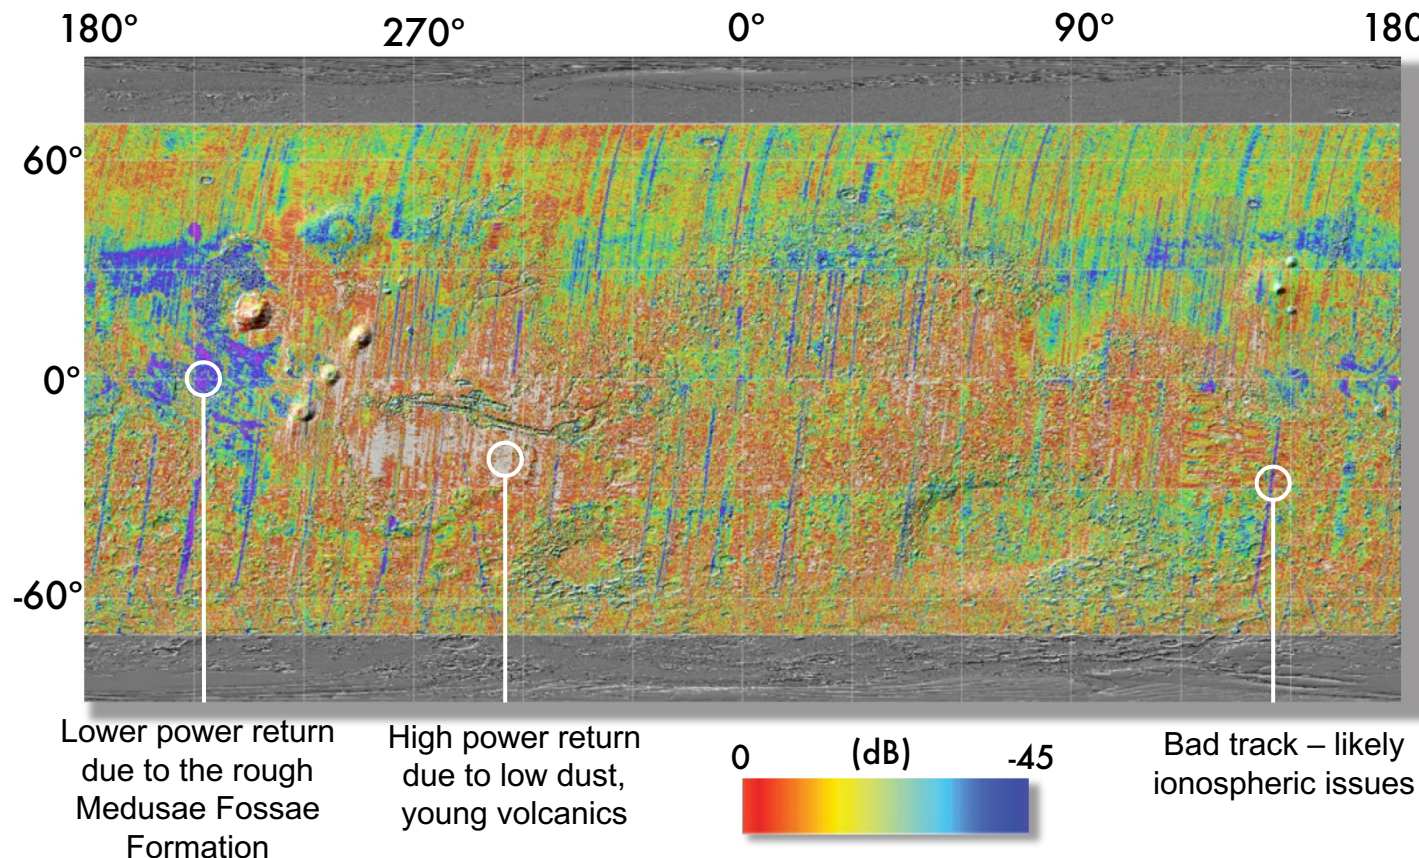 180° 270° 0° 90° 180
60°
0°
-60°
Lower power return
due to the rough
Medusae Fossae
Formation
High power return
due to low dust,
young volcanics
0 (dB) -45
Bad track – likely
ionospheric issues